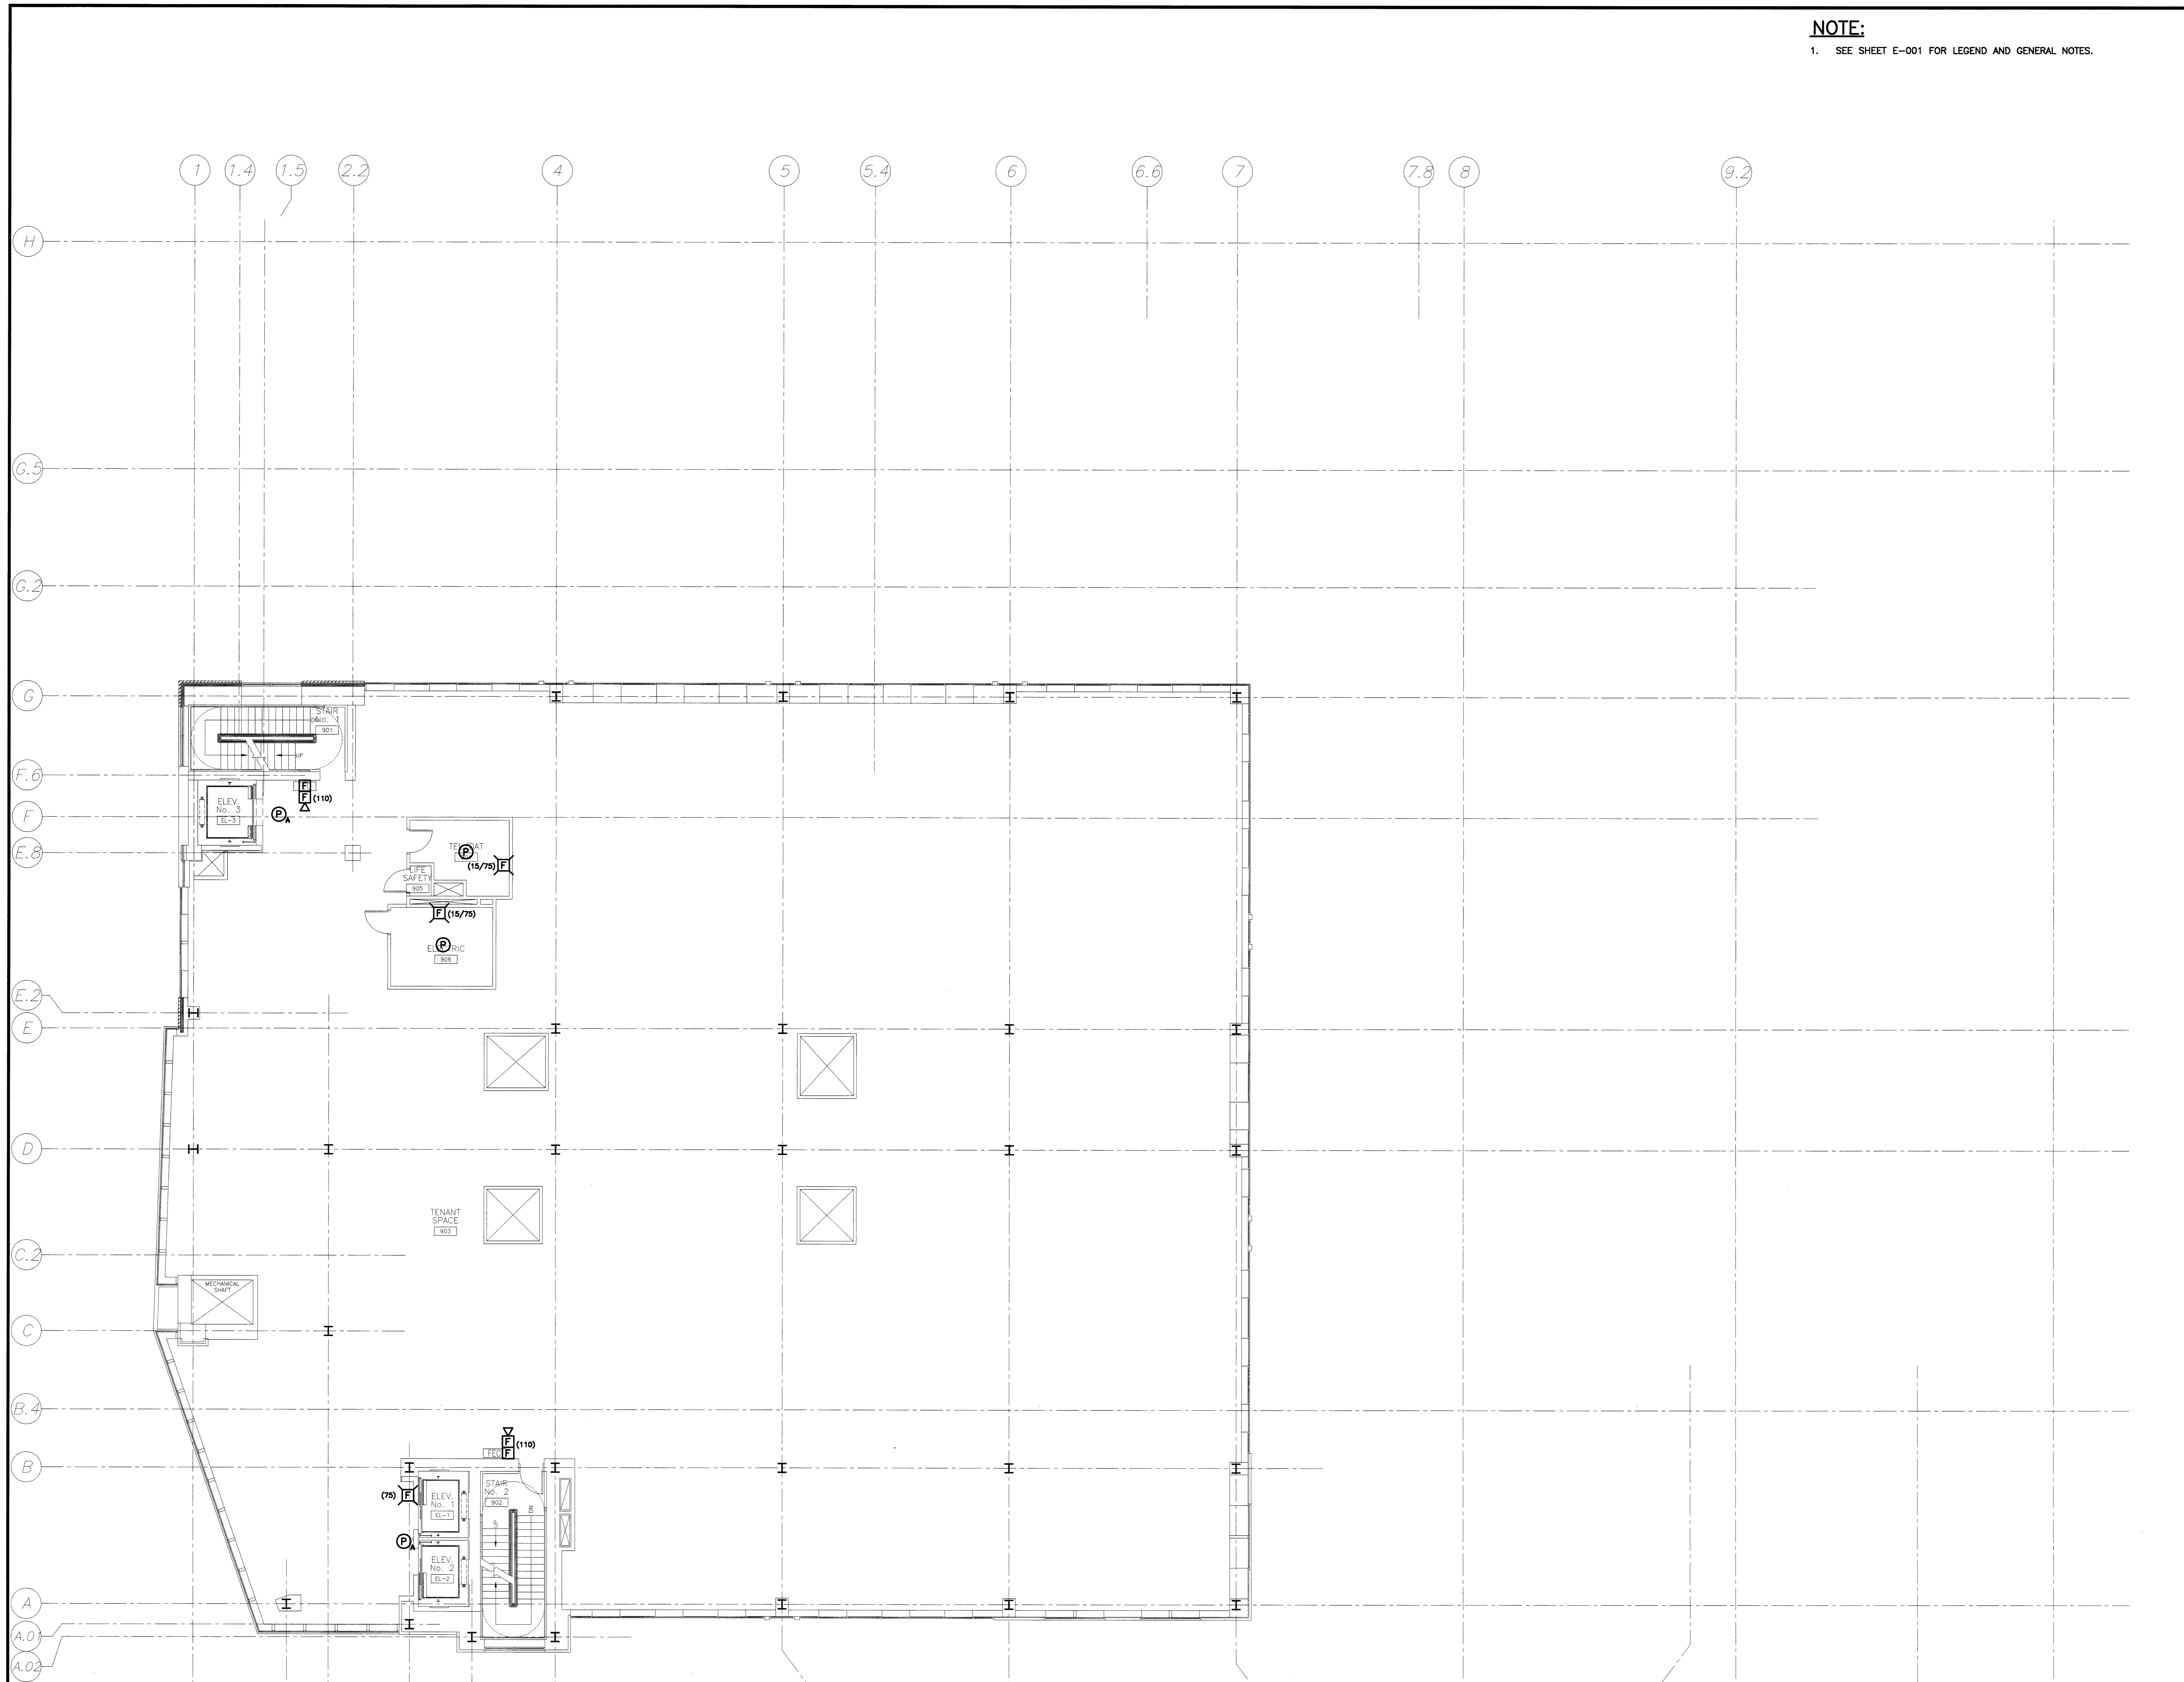 NOTE:
1. SEE SHEET E-001 FOR LEGEND AND GENERAL NOTES.
1
1.4
1.5
2.2
4
5
5.4
6
6.6
7
7.8
8
9.2
H
G.5
G.2
G
STAIR
No. 1
901
UP
F.6
F
F
(110)
ELEV.
No. 3
EL-3
P
A
F
E.8
P
(15/75)
F
LIFE
SAFETY
905
F
(15/75)
P
906
E.2
E
D
TENANT
SPACE
903
C.2
MECHANICAL
SHAFT
C
B.4
F
(110)
FEC
F
B
STAIR
No. 2
902
(75)
F
ELEV.
No. 1
EL-1
DN
UP
P
A
ELEV.
No. 2
EL-2
A
A.01
A.02